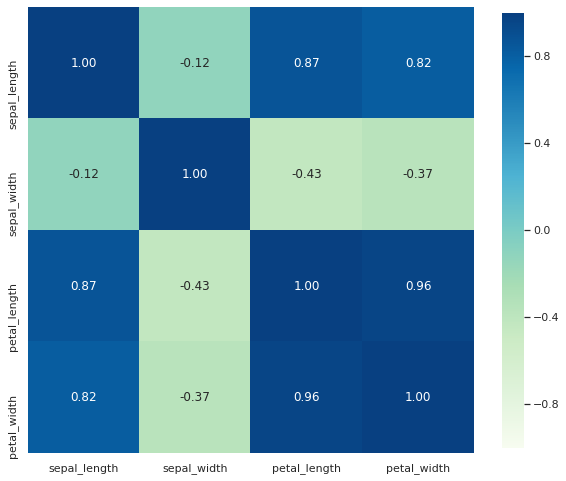 sepal_length
1.00
-0.12
0.87
0.82
sepal_width
-0.12
1.00
-0.43
-0.37
petal_length
0.87
-0.43
1.00
0.96
petal_width
0.82
-0.37
0.96
1.00
sepal_length
sepal_width
petal_length
petal_width
0.8
0.4
0.0
−0.4
−0.8